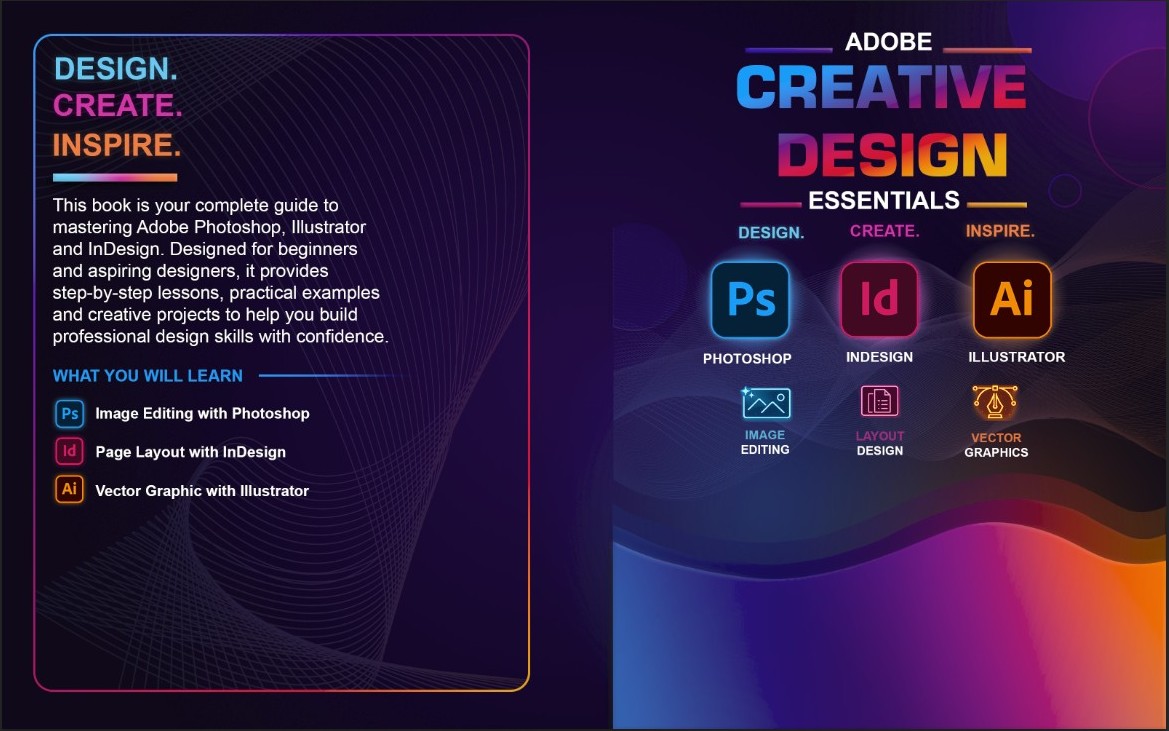 DESIGN.
CREATE.
INSPIRE.
This book is your complete guide to
mastering Adobe Photoshop, Illustrator
and InDesign. Designed for beginners
and aspiring designers, it provides
step-by-step lessons, practical examples
and creative projects to help you build
professional design skills with confidence.
WHAT YOU WILL LEARN
Ps Image Editing with Photoshop
Id Page Layout with InDesign
Ai Vector Graphic with Illustrator
ADOBE
CREATIVE
DESIGN
ESSENTIALS
DESIGN. CREATE. INSPIRE.
Ps Id Ai
PHOTOSHOP INDESIGN ILLUSTRATOR
IMAGE LAYOUT VECTOR
EDITING DESIGN GRAPHICS